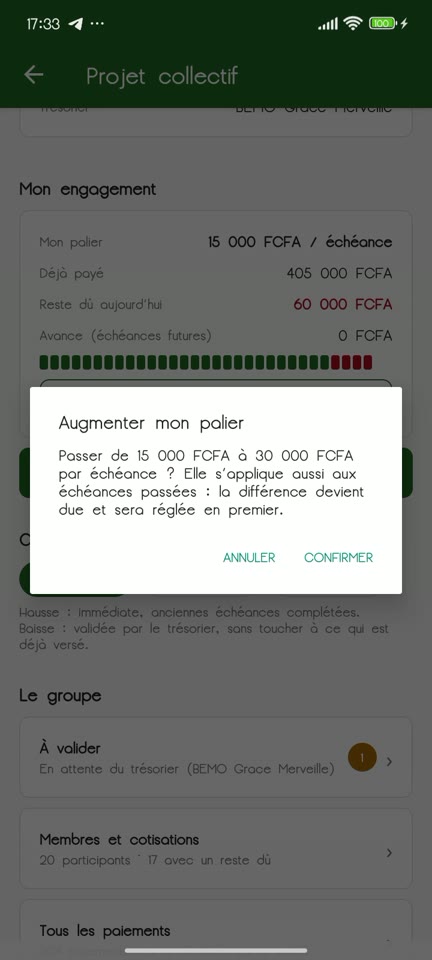 17:33
100
Projet collectif
Trésorier BEMO Grace Merveille
Mon engagement
Mon palier 15 000 FCFA / échéance
Déjà payé 405 000 FCFA
Reste dû aujourd'hui 60 000 FCFA
Avance (échéances futures) 0 FCFA
Augmenter mon palier
Passer de 15 000 FCFA à 30 000 FCFA
par échéance ? Elle s'applique aussi aux
échéances passées : la différence devient
due et sera réglée en premier.
ANNULER CONFIRMER
Hausse : immédiate, anciennes échéances complétées.
Baisse : validée par le trésorier, sans toucher à ce qui est
déjà versé.
Le groupe
À valider
En attente du trésorier (BEMO Grace Merveille)
1
Membres et cotisations
20 participants · 17 avec un reste dû
Tous les paiements